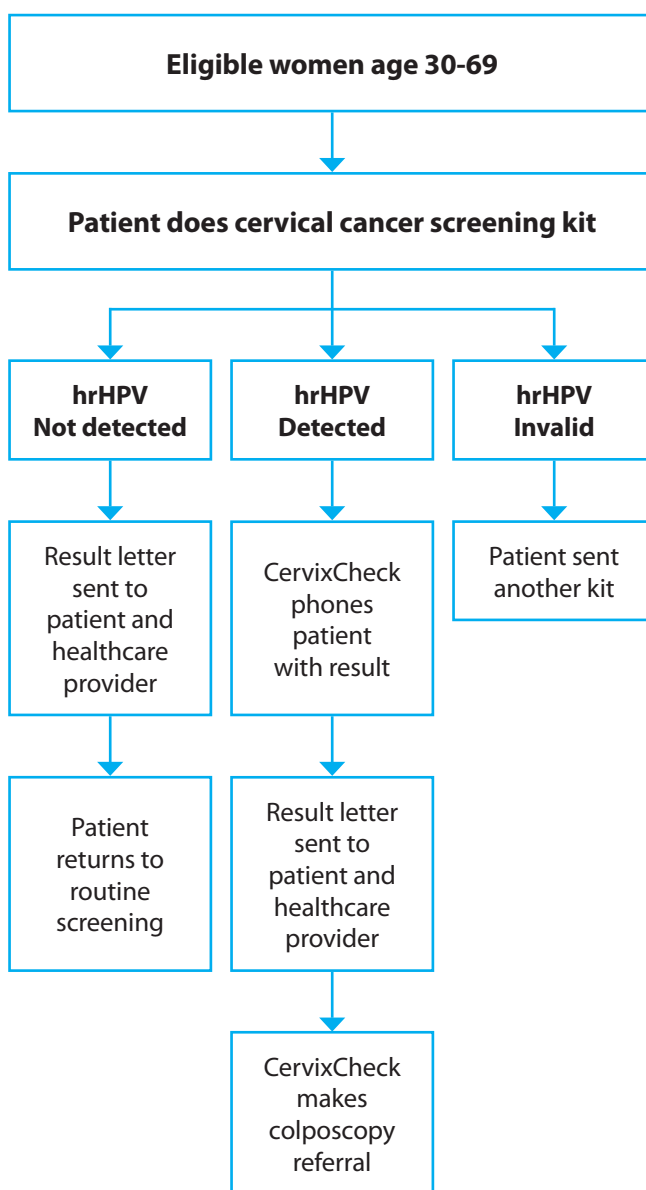 Eligible women age 30-69
Patient does cervical cancer screening kit
hrHPV
Not detected
hrHPV
Detected
hrHPV
Invalid
Result letter
sent to
patient and
healthcare
provider
CervixCheck
phones
patient
with result
Patient sent
another kit
Patient
returns to
routine
screening
Result letter
sent to
patient and
healthcare
provider
CervixCheck
makes
colposcopy
referral